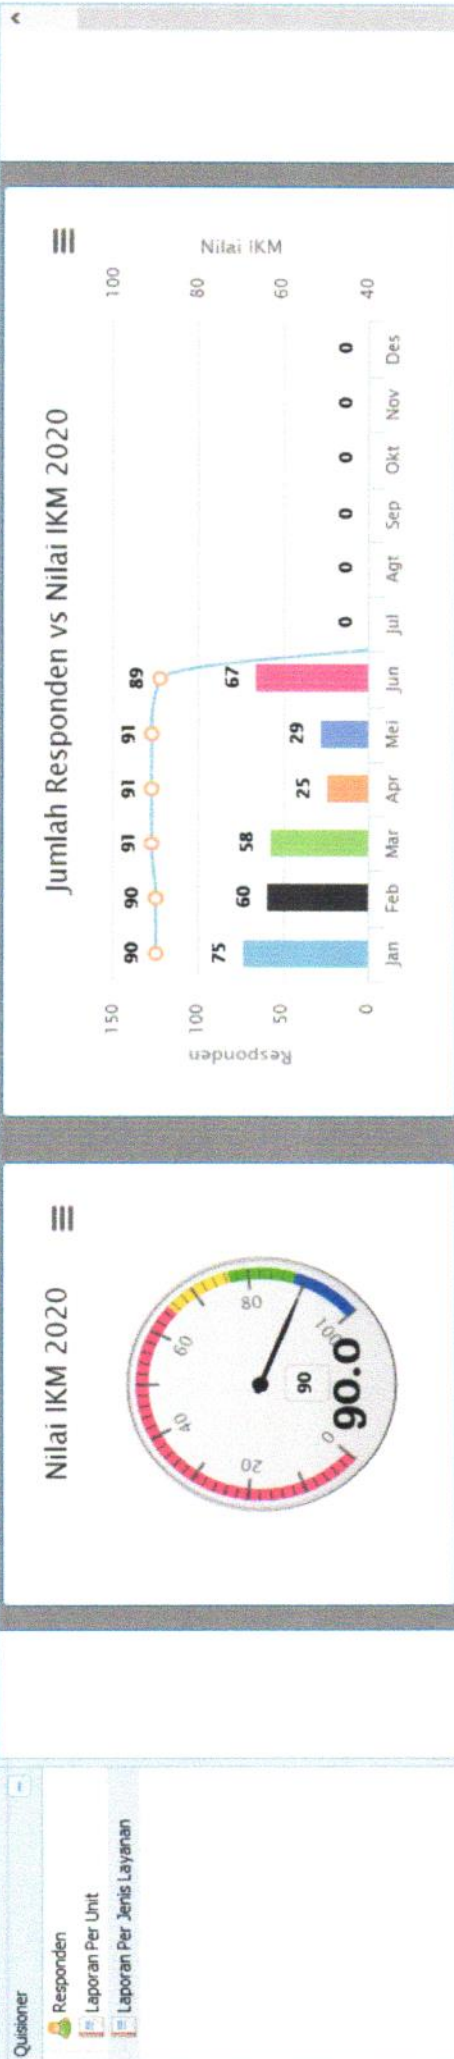 Quisioner
Responden
Laporan Per Unit
Laporan Per Jenis Layanan
Nilai IKM 2020
0
20
40
60
80
100
90
90.0
Jumlah Responden vs Nilai IKM 2020
Responden
150
100
50
0
90 90 91 91 91 89
75 60 58 25 29 67 0 0 0 0 0 0
Jan Feb Mar Apr Mei Jun Jul Agt Sep Okt Nov Des
Nilai IKM
100
80
60
40